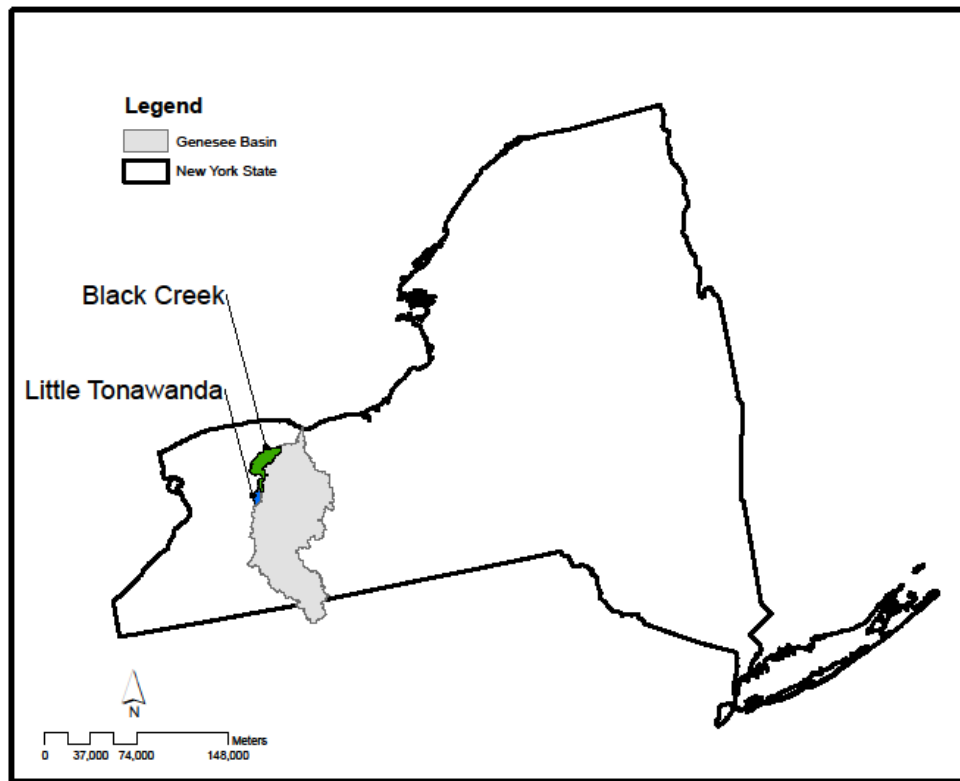 Legend
Genesee Basin
New York State
Black Creek
Little Tonawanda
N
Meters
0 37,000 74,000 148,000